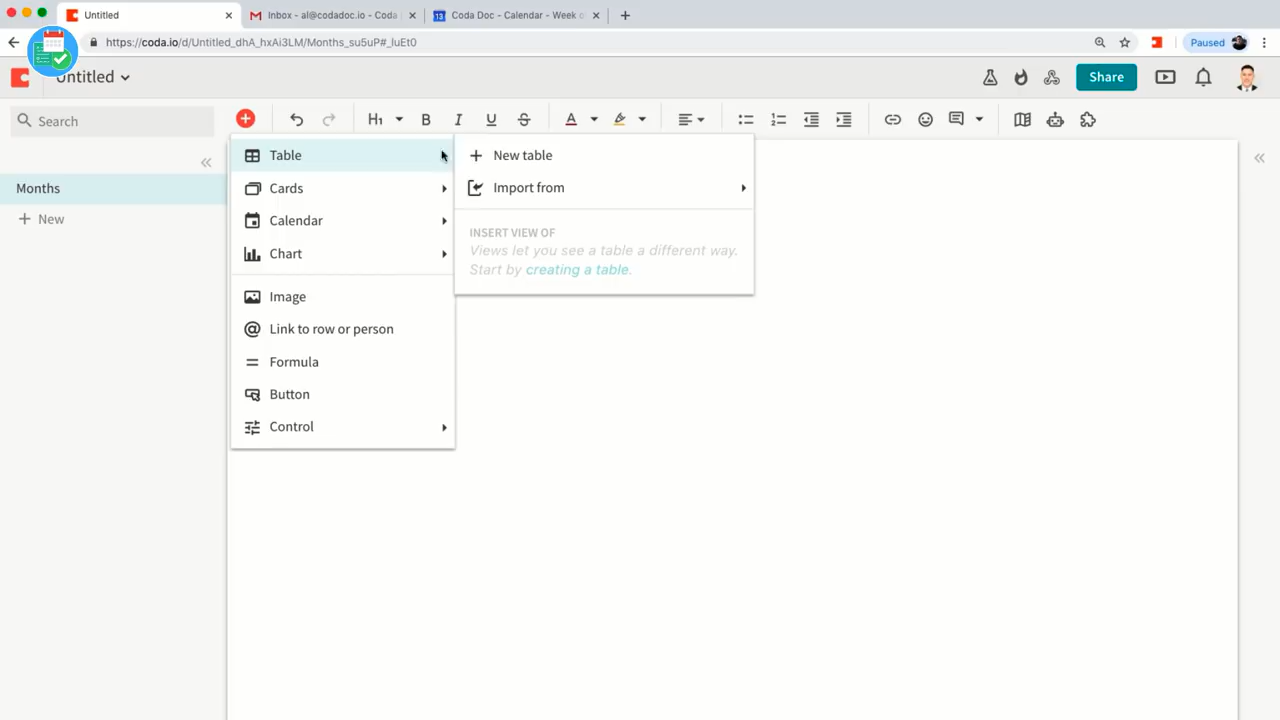 Untitled
Inbox - al@codadoc.io - Coda
Coda Doc - Calendar - Week o
https://coda.io/d/Untitled_dhA_hxAi3LM/Months_su5uP#_luEt0
Paused
Untitled
Share
Search
H1
B
I
U
S
A
Months
New
Table
Cards
Calendar
Chart
Image
Link to row or person
Formula
Button
Control
New table
Import from
INSERT VIEW OF
Views let you see a table a different way.
Start by creating a table.